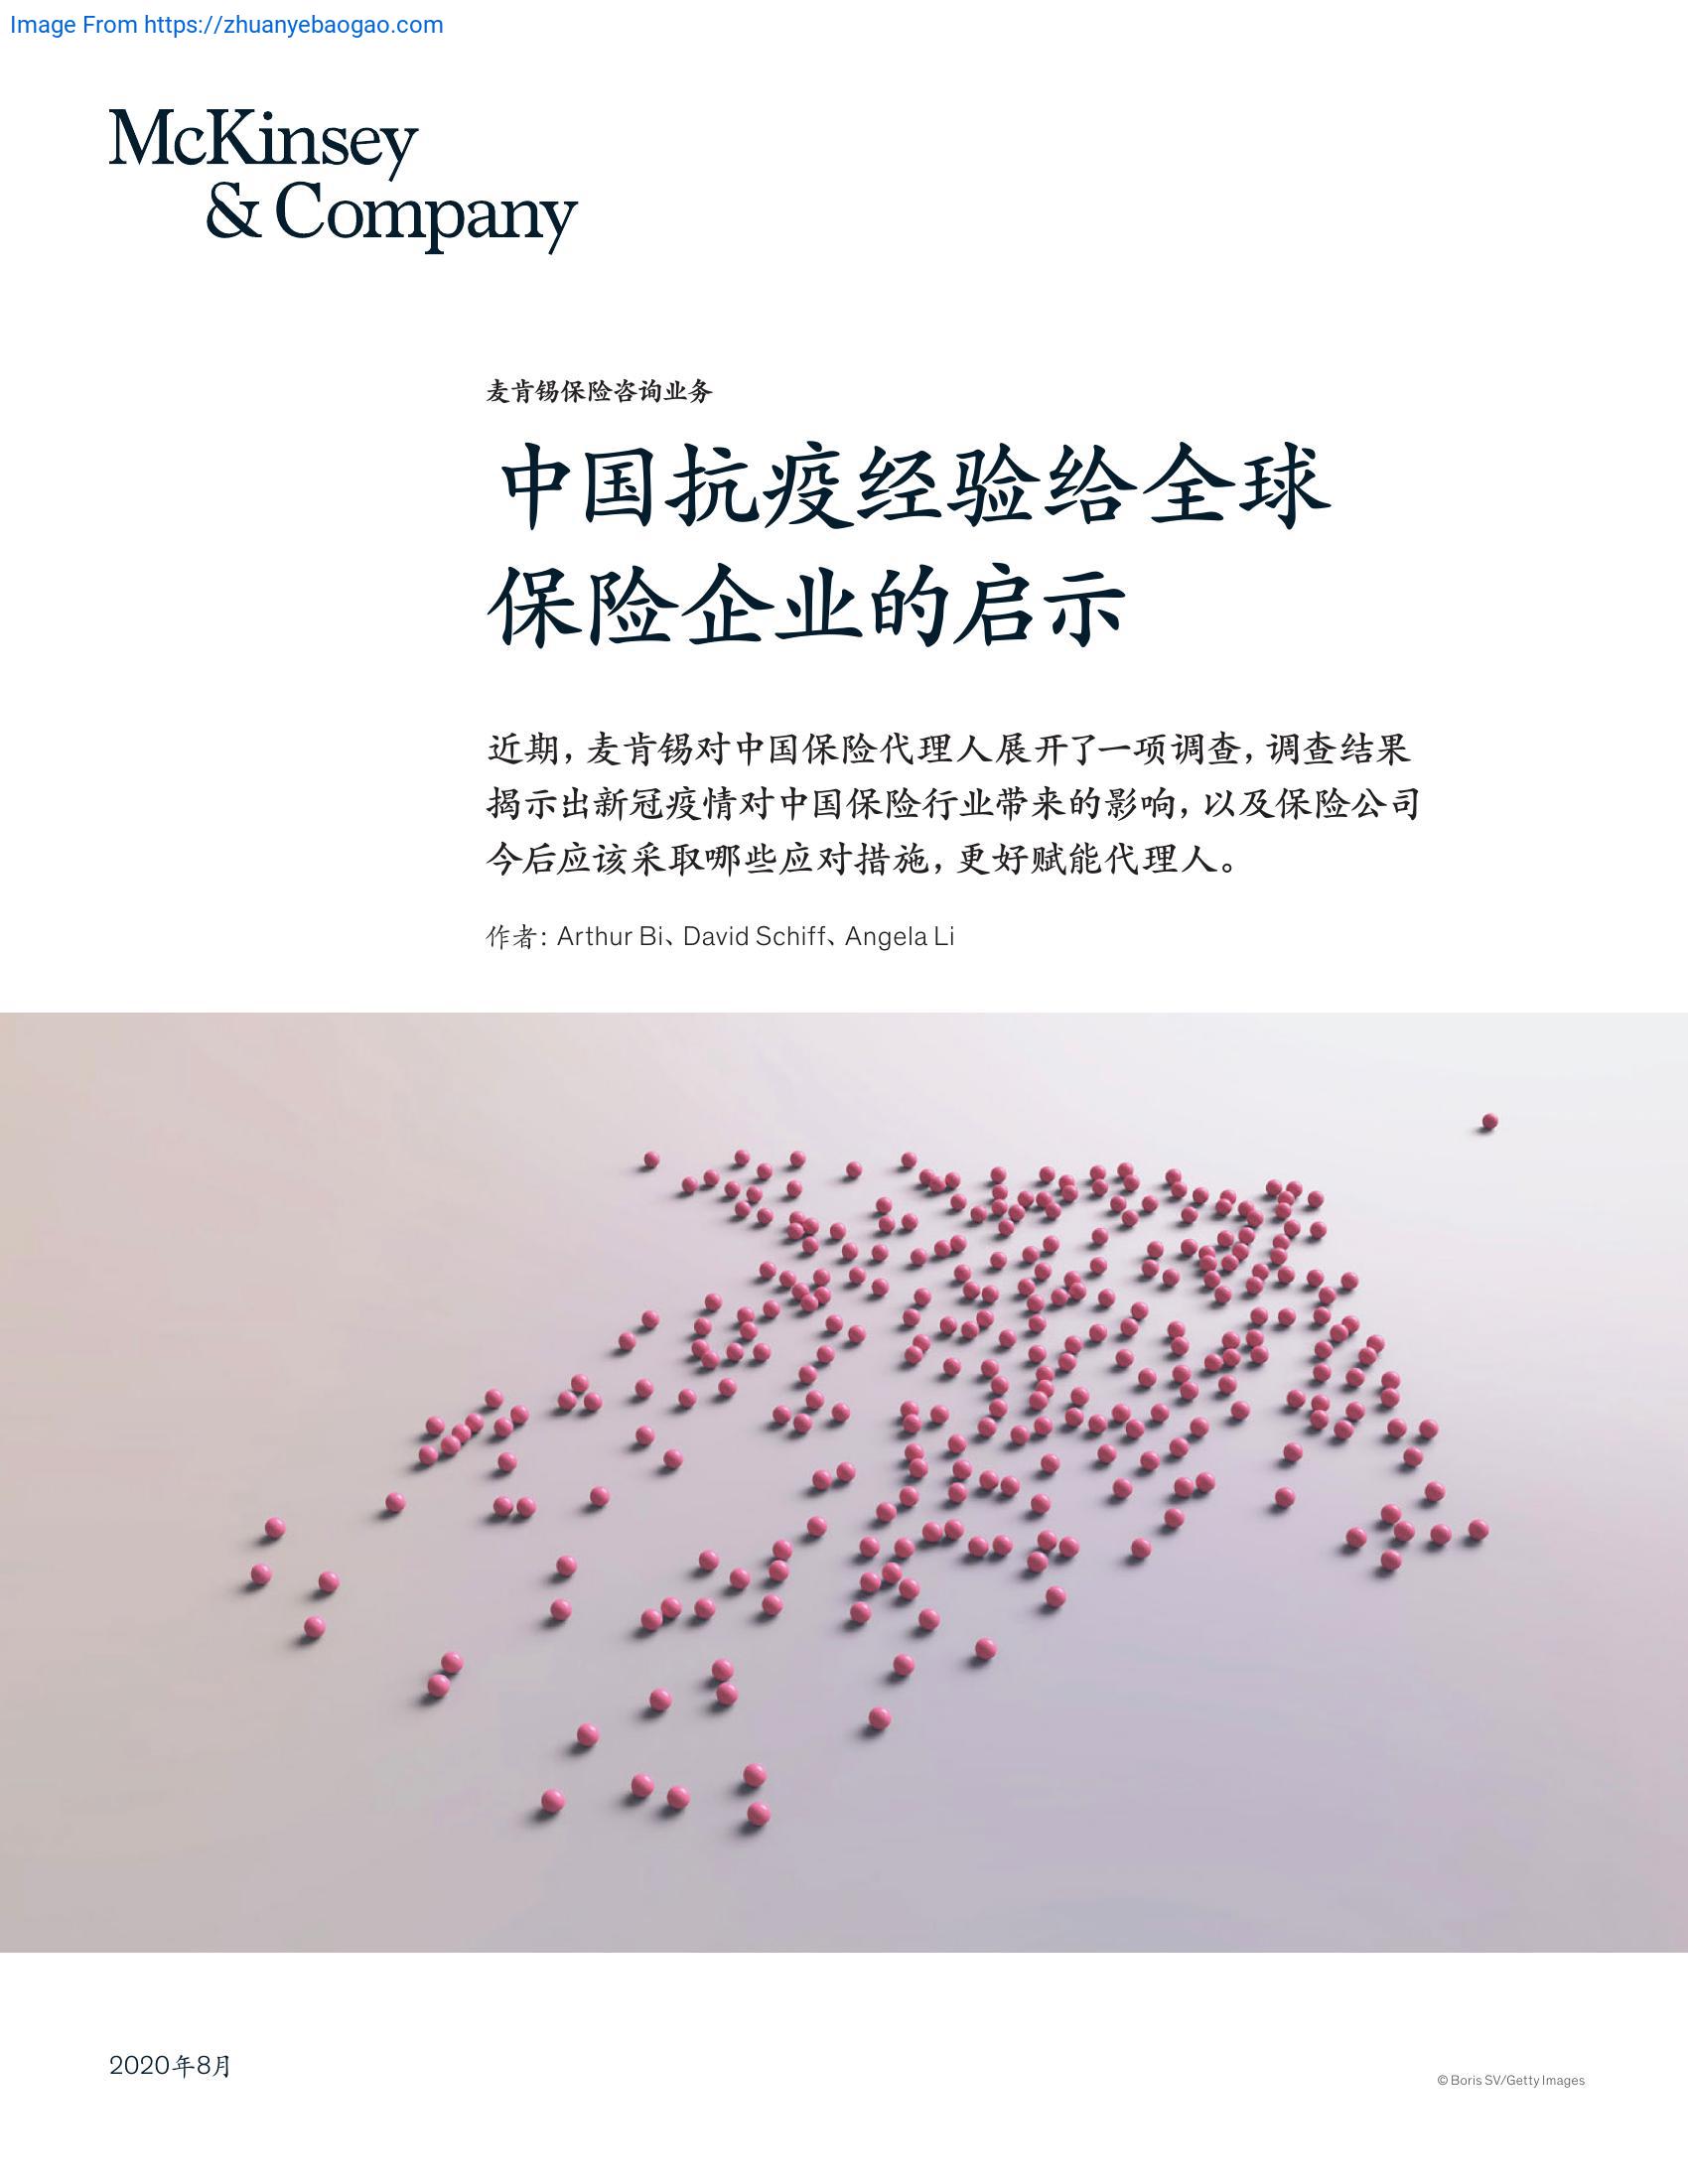 Image From https://zhuanyebaogao.com
McKinsey
& Company
麦肯锡保险咨询业务
中国抗疫经验给全球
保险企业的启示
近期, 麦肯锡对中国保险代理人展开了一项调查, 调查结果
揭示出新冠疫情对中国保险行业带来的影响, 以及保险公司
今后应该采取哪些应对措施, 更好赋能代理人。
作者: Arthur Bi、David Schiff、Angela Li
2020年8月
© Boris SV/Getty Images